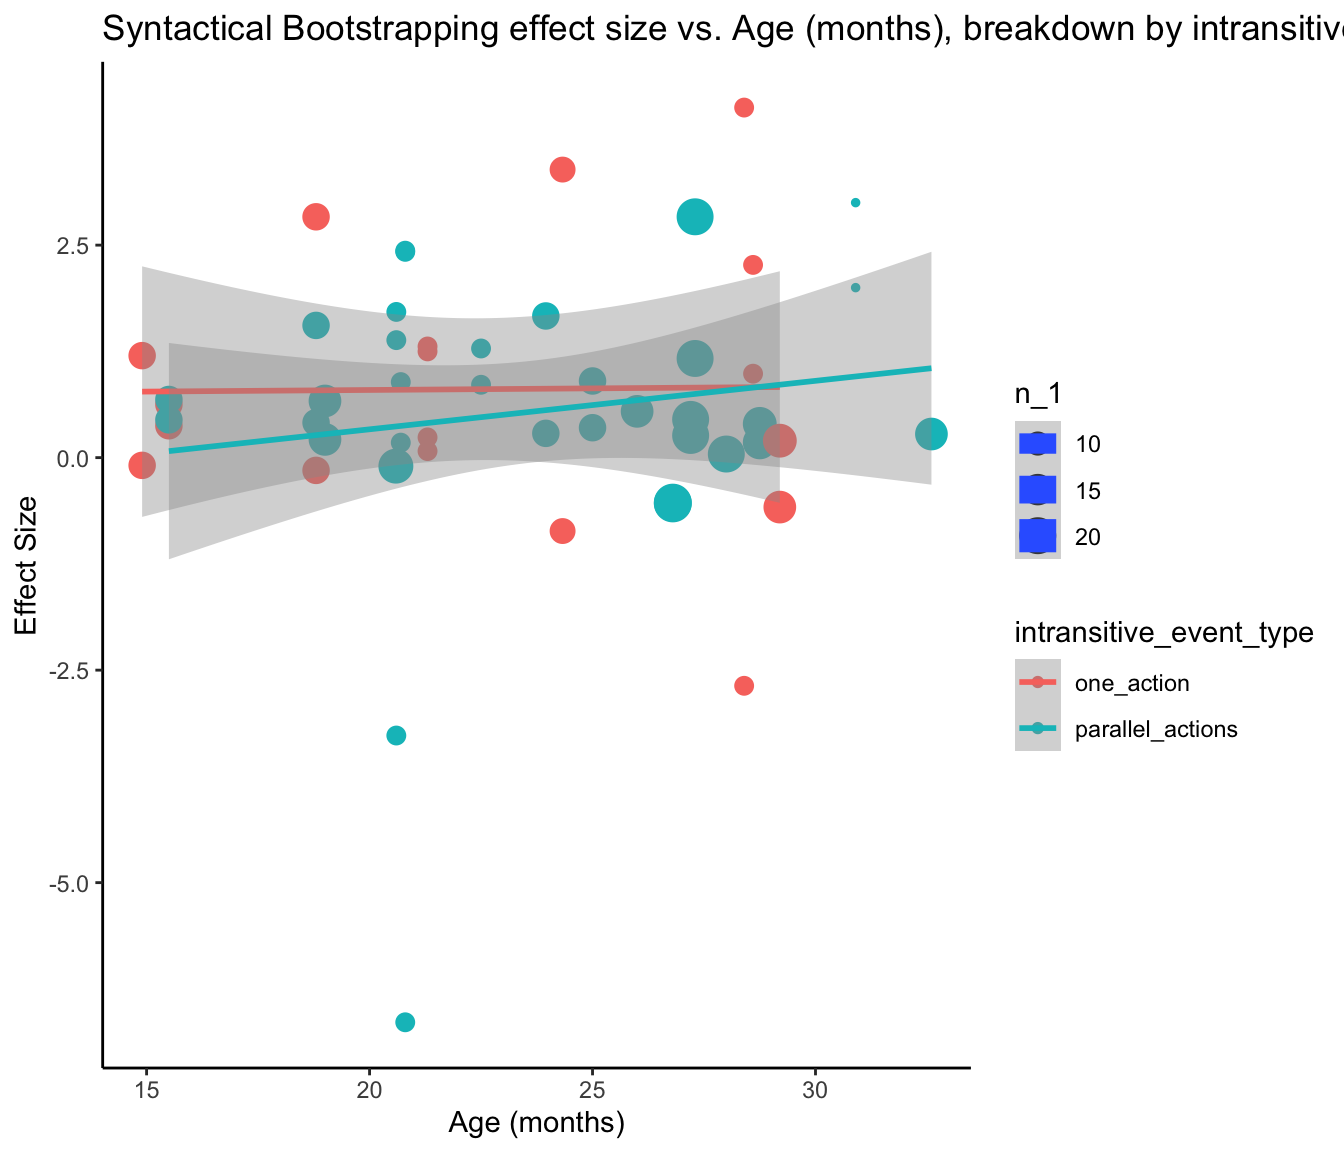 Syntactical Bootstrapping effect size vs. Age (months), breakdown by intransitive
2.5
0.0
-2.5
-5.0
Effect Size
15 20 25 30
Age (months)
n_1
10
15
20
intransitive_event_type
one_action
parallel_actions